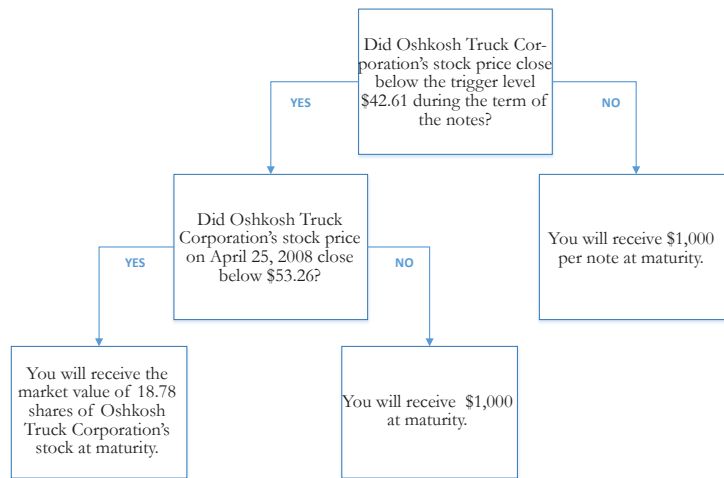 Did Oshkosh Truck Cor-
poration's stock price close
below the trigger level
$42.61 during the term of
the notes?
YES
NO
Did Oshkosh Truck
Corporation's stock price
on April 25, 2008 close
below $53.26?
You will receive $1,000
per note at maturity.
YES
NO
You will receive the
market value of 18.78
shares of Oshkosh
Truck Corporation's
stock at maturity.
You will receive $1,000
at maturity.